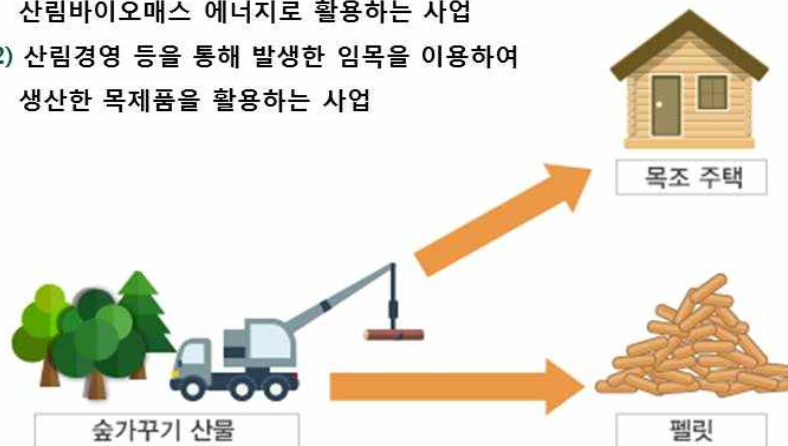 산림바이오매스 에너지로 활용하는 사업
2) 산림경영 등을 통해 발생한 임목을 이용하여
생산한 목제품을 활용하는 사업
목조 주택
숲가꾸기 산물
펠릿